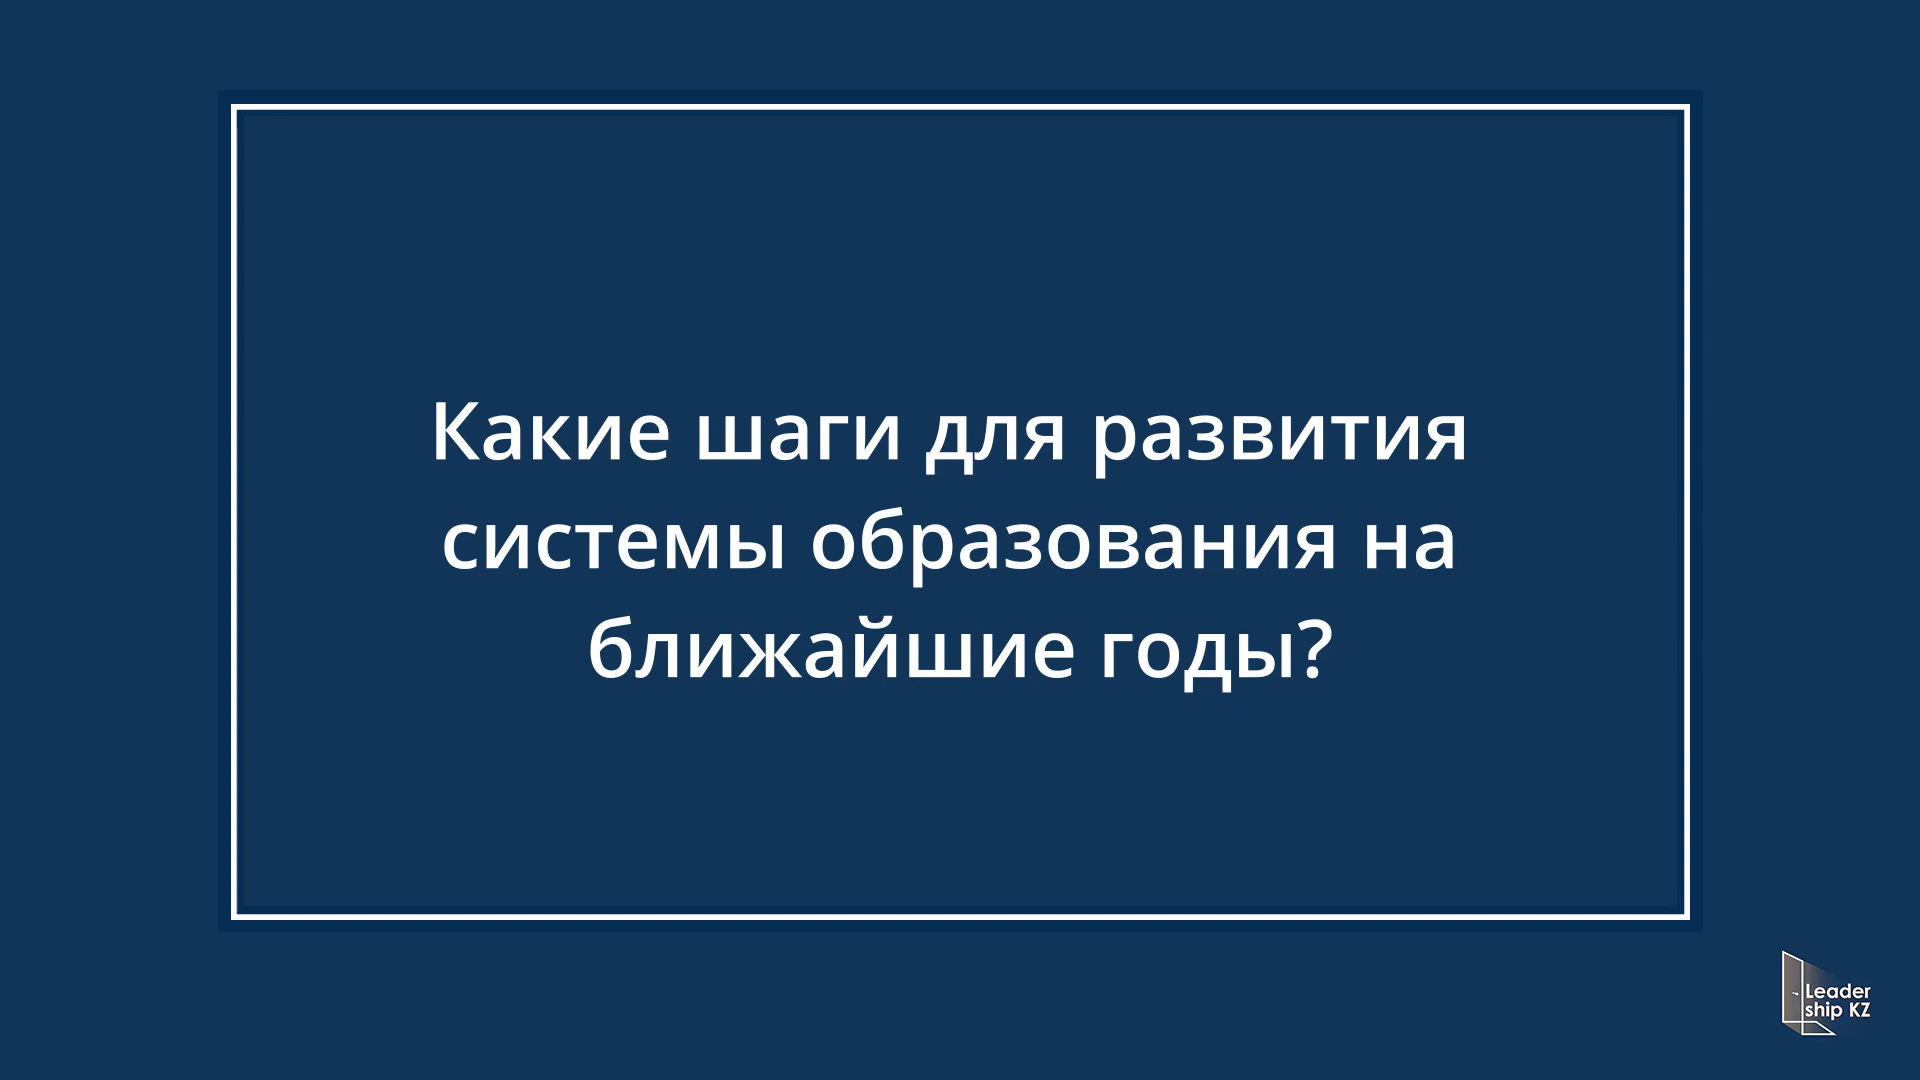 Какие шаги для развития
системы образования на
ближайшие годы?
Leader
ship KZ